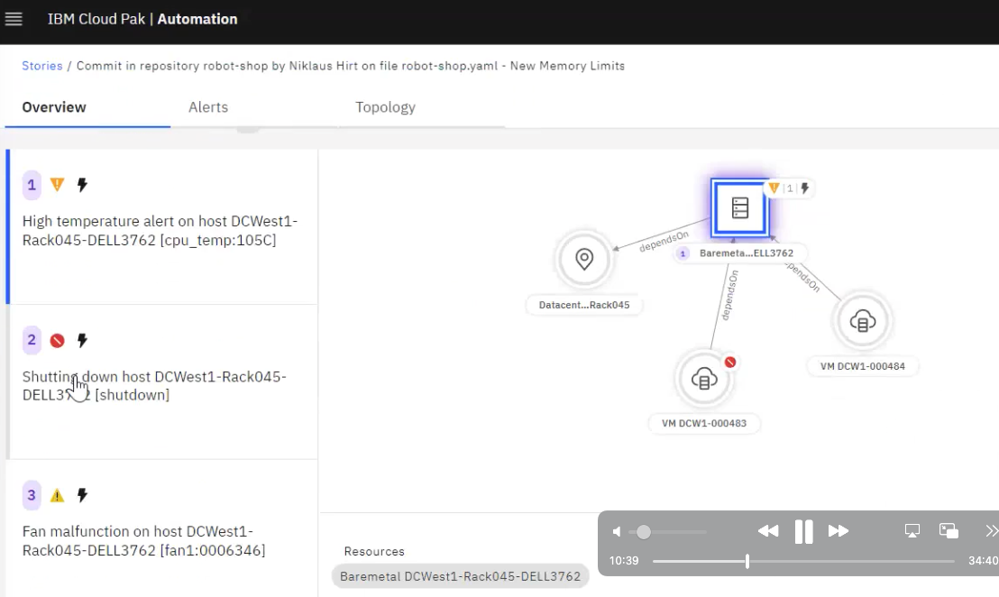 IBM Cloud Pak | Automation
Stories / Commit in repository robot-shop by Niklaus Hirt on file robot-shop.yaml - New Memory Limits
Overview
Alerts
Topology
1
High temperature alert on host DCWest1-
Rack045-DELL3762 [cpu_temp:105C]
2
Shutting down host DCWest1-Rack045-
DELL3762 [shutdown]
3
Fan malfunction on host DCWest1-
Rack045-DELL3762 [fan1:0006346]
1
1 Baremeta...ELL3762
dependsOn
dependsOn
dependsOn
Datacent...Rack045
VM DCW1-000484
VM DCW1-000483
Resources
Baremetal DCWest1-Rack045-DELL3762
10:39
34:40